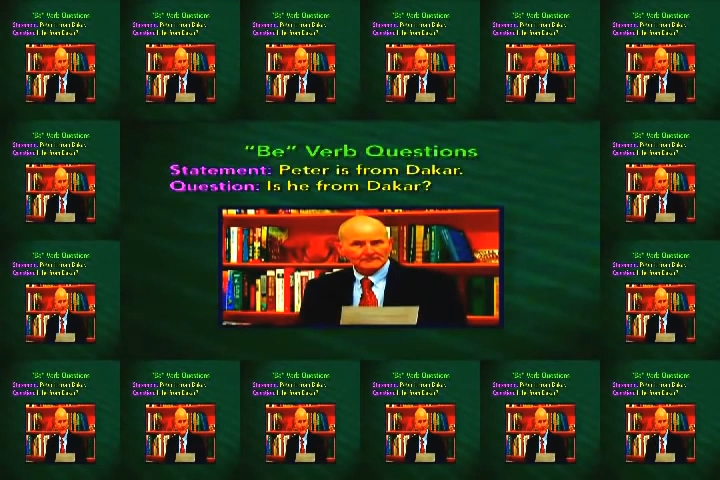 "Be" Verb Questions
Statement: Peter is from Dakar.
Question: Is he from Dakar?